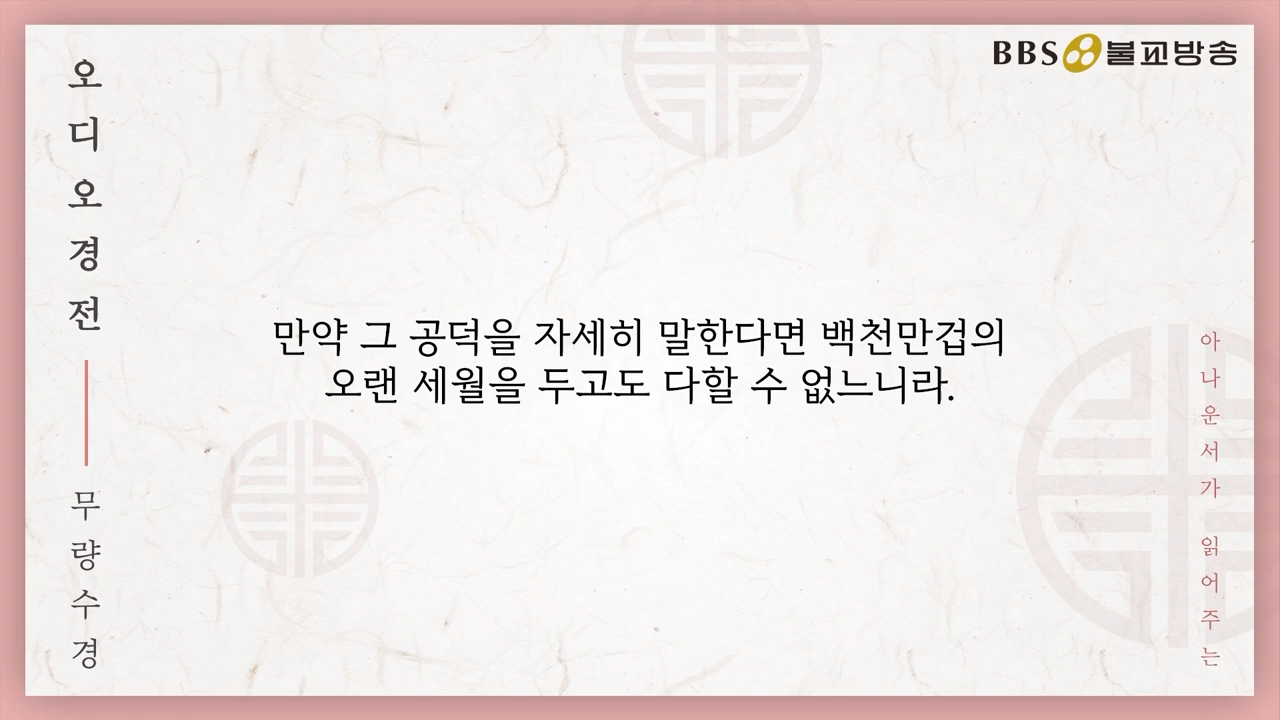 BBS 불교방송
오디오경전
무량수경
만약 그 공덕을 자세히 말한다면 백천만겁의
오랜 세월을 두고도 다할 수 없느니라.
아나운서가 읽어주는